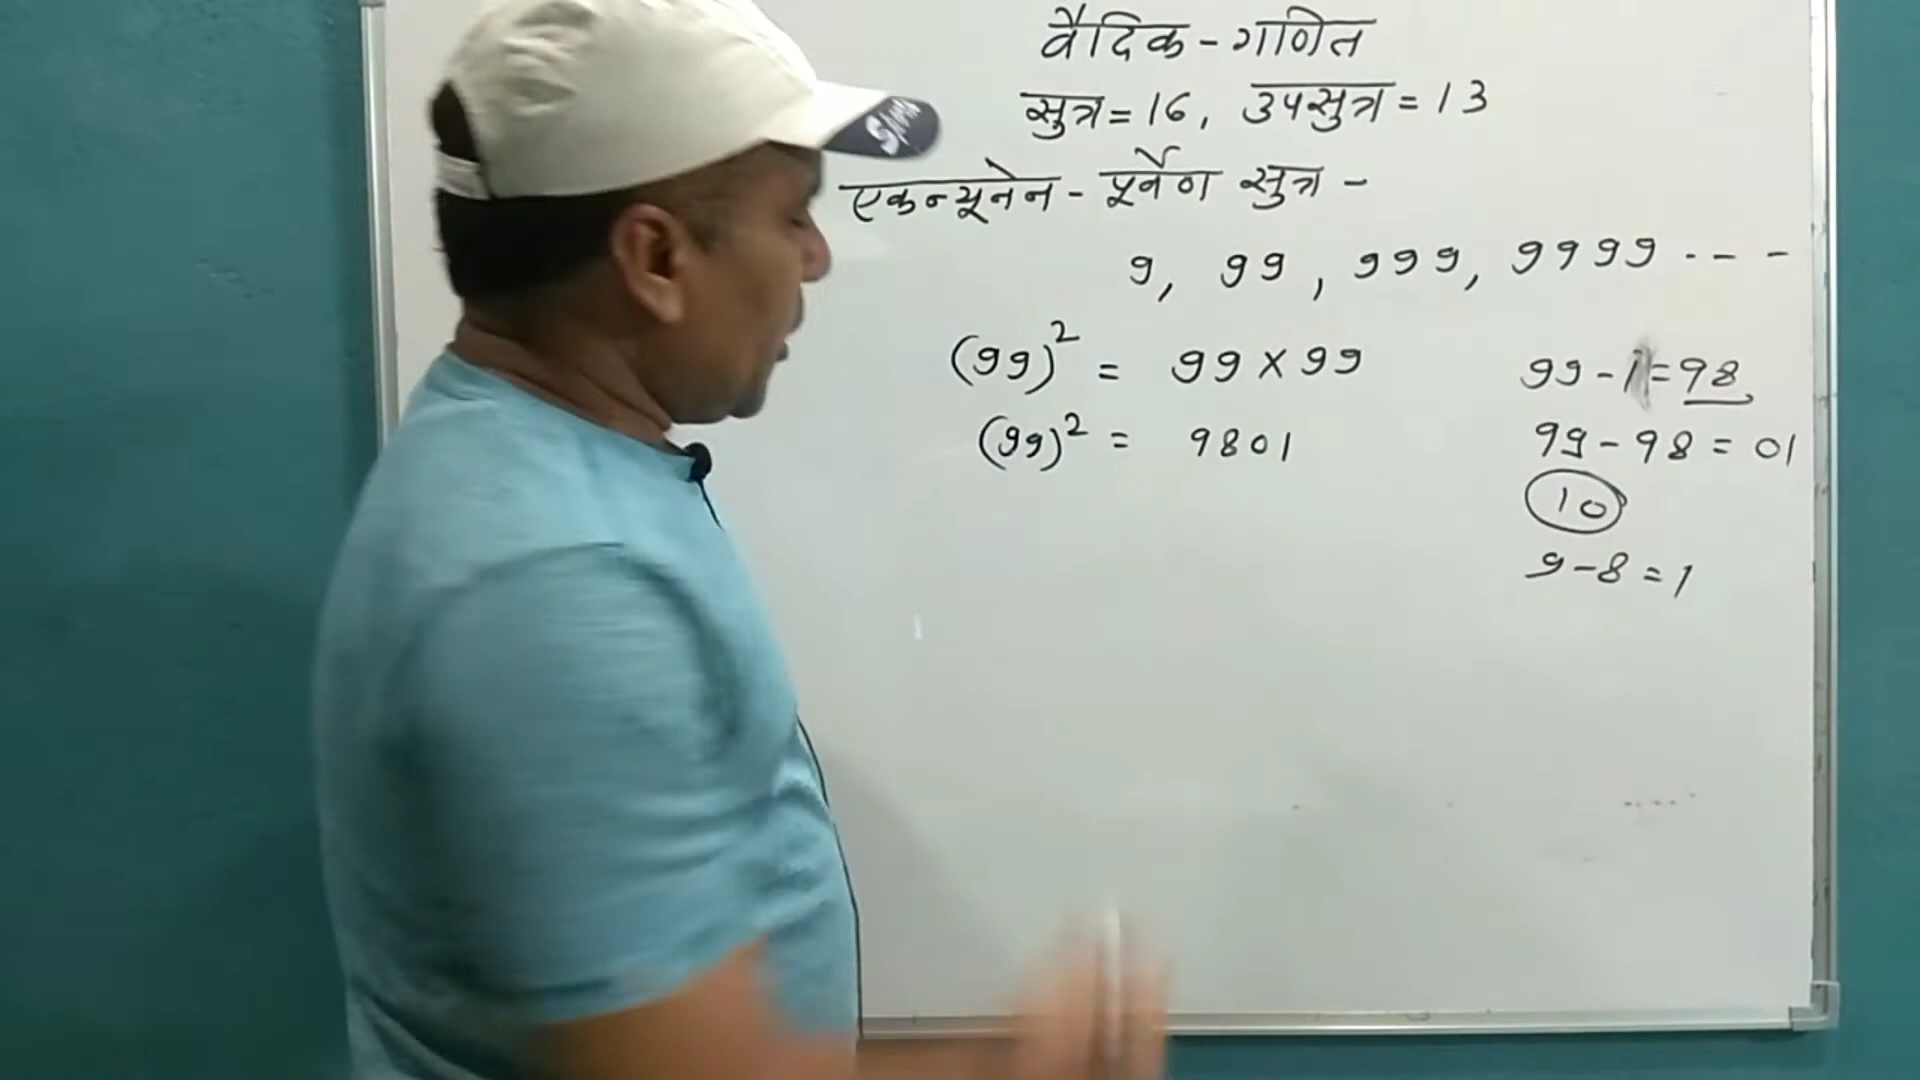 वैदिक-गणित
सुत्र=16, उपसुत्र=13
एकन्यूनेन-पूर्वेण सुत्र -
9, 99, 999, 9999 ---
(99)² = 99 x 99
99-1=98
(99)² = 9801
99-98=01
10
9-8=1